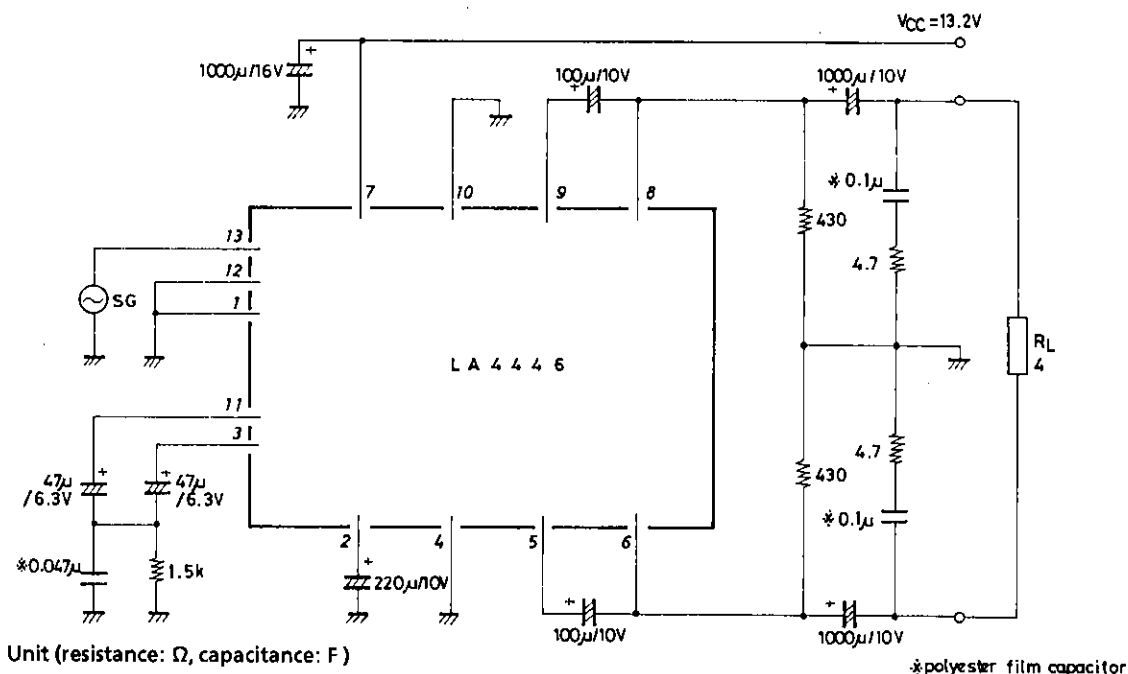 VCC=13.2V
1000μ/16V
100μ/10V
1000μ/10V
7
10
9
8
※0.1μ
430
4.7
13
12
1
SG
LA4446
RL
4
11
3
47μ
/6.3V
47μ
/6.3V
4.7
430
※0.1μ
2
4
5
6
※0.047μ
1.5k
220μ/10V
100μ/10V
1000μ/10V
Unit (resistance: Ω, capacitance: F )
※polyester film capacitor